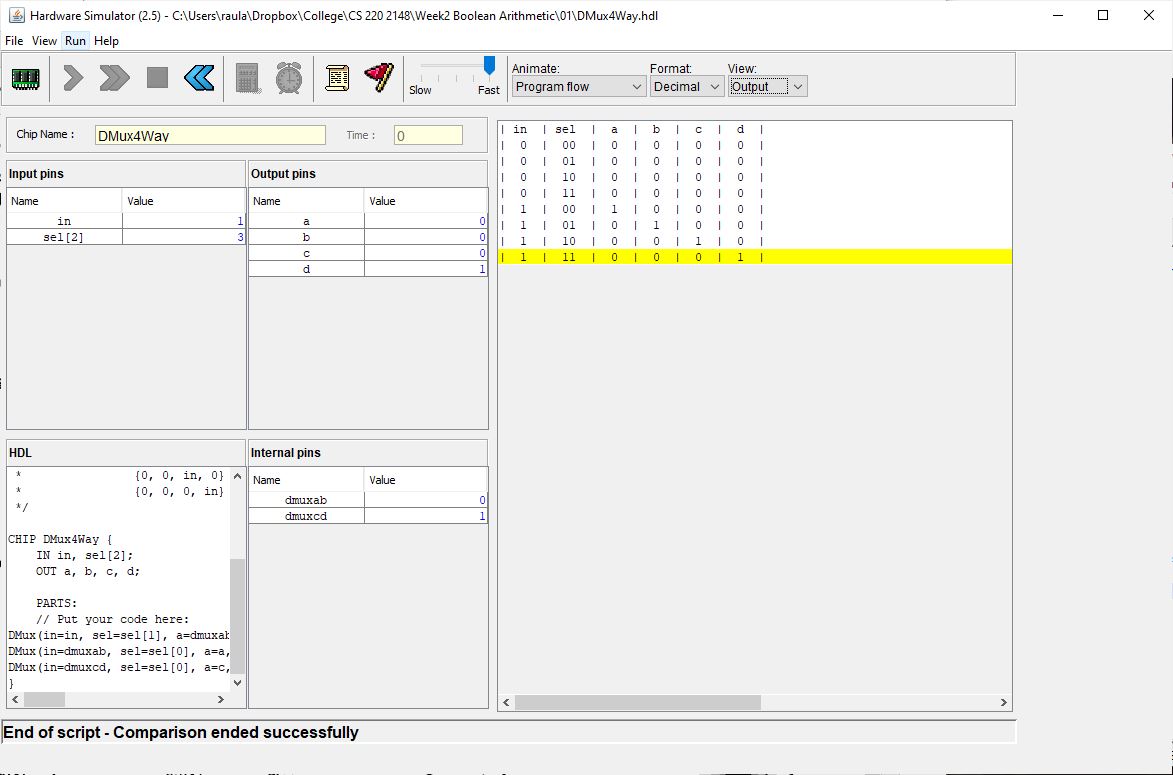 Hardware Simulator (2.5) - C:\Users\raula\Dropbox\College\CS 220 2148\Week2 Boolean Arithmetic\01\DMux4Way.hdl
File View Run Help
Slow Fast
Animate: Format: View:
Program flow Decimal Output
Chip Name : DMux4Way Time : 0
Input pins
Name Value
in 1
sel[2] 3
Output pins
Name Value
a 0
b 0
c 0
d 1
HDL
* {0, 0, in, 0}
* {0, 0, 0, in}
*/
CHIP DMux4Way {
IN in, sel[2];
OUT a, b, c, d;
PARTS:
// Put your code here:
DMux(in=in, sel=sel[1], a=dmuxab
DMux(in=dmuxab, sel=sel[0], a=a,
DMux(in=dmuxcd, sel=sel[0], a=c,
}
Internal pins
Name Value
dmuxab 0
dmuxcd 1
| in | sel | a | b | c | d |
| 0 | 00 | 0 | 0 | 0 | 0 |
| 0 | 01 | 0 | 0 | 0 | 0 |
| 0 | 10 | 0 | 0 | 0 | 0 |
| 0 | 11 | 0 | 0 | 0 | 0 |
| 1 | 00 | 1 | 0 | 0 | 0 |
| 1 | 01 | 0 | 1 | 0 | 0 |
| 1 | 10 | 0 | 0 | 1 | 0 |
| 1 | 11 | 0 | 0 | 0 | 1 |
End of script - Comparison ended successfully